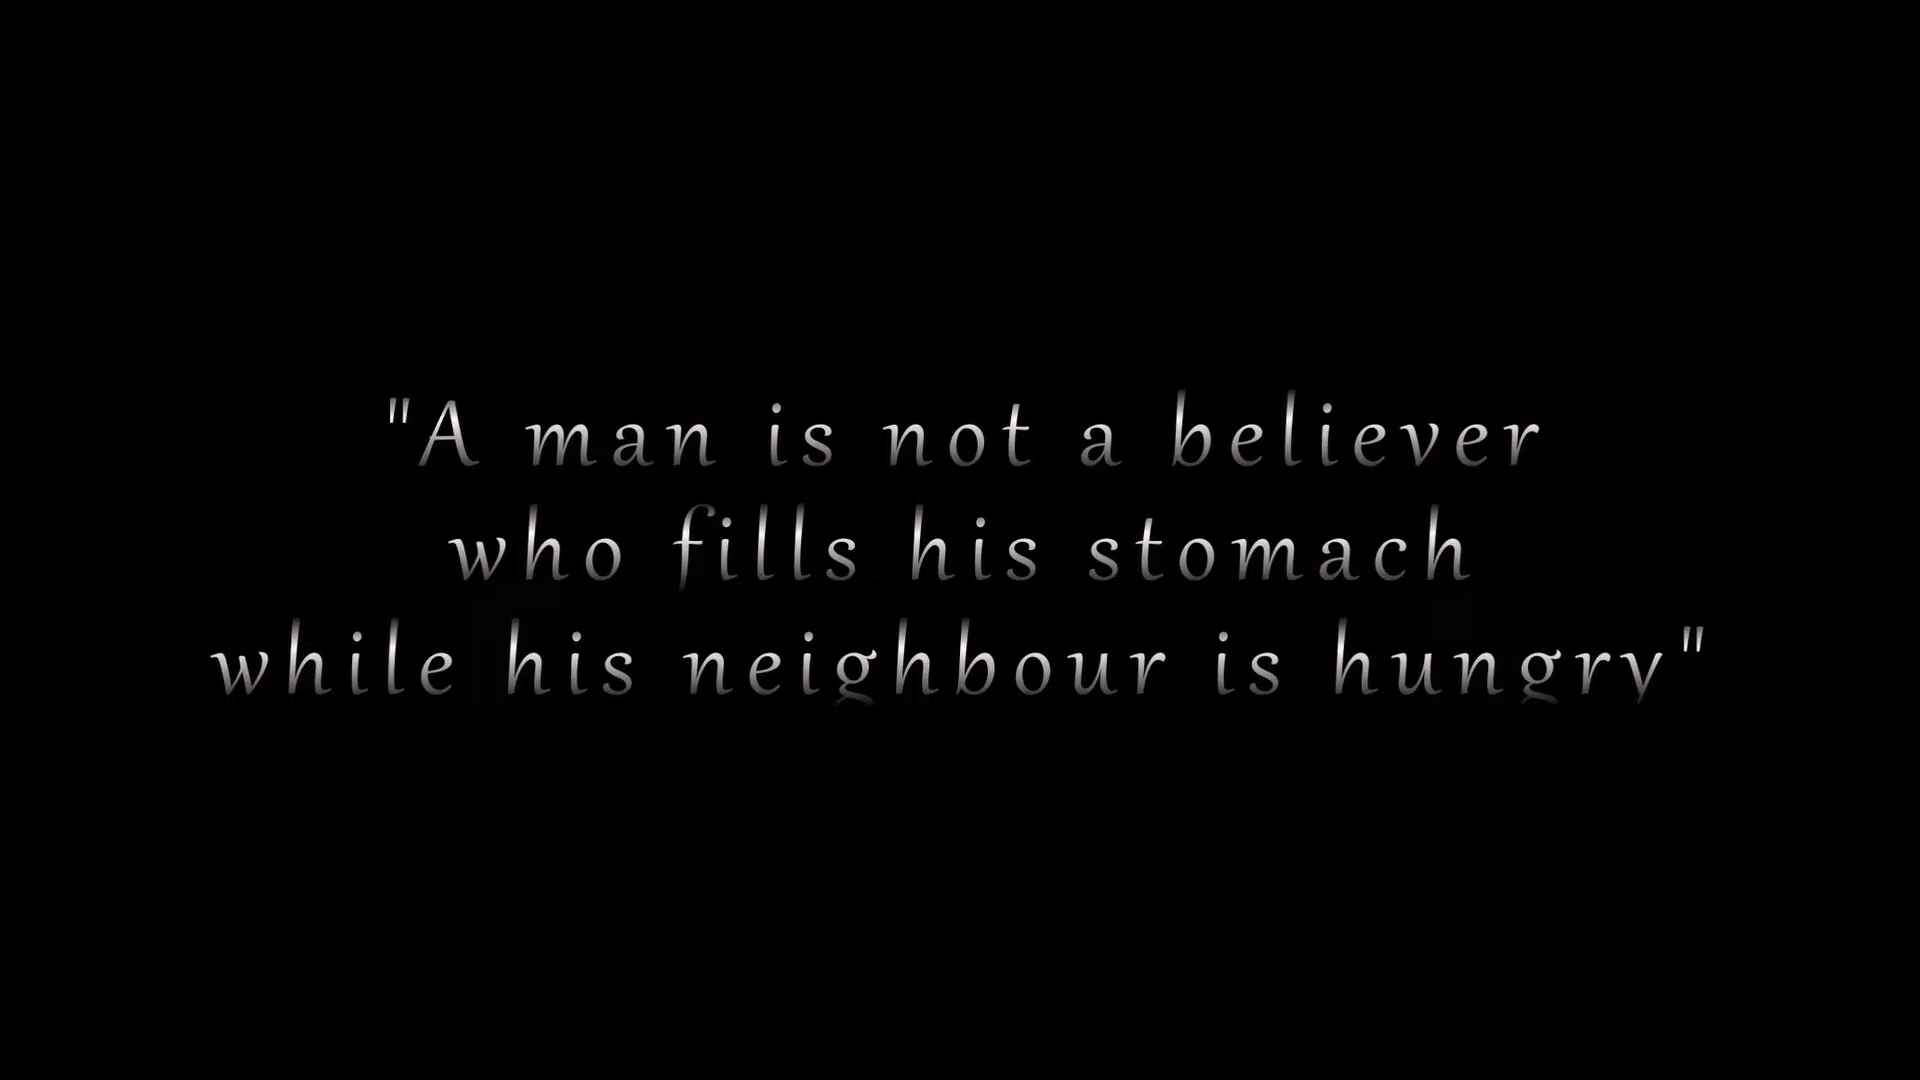 "A man is not a believer
who fills his stomach
while his neighbour is hungry"